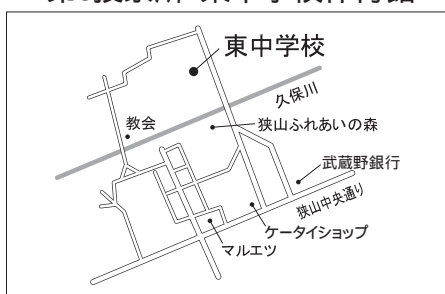 東中学校
久保川
教会
狭山ふれあいの森
武蔵野銀行
狭山中央通り
ケータイショップ
マルエツ